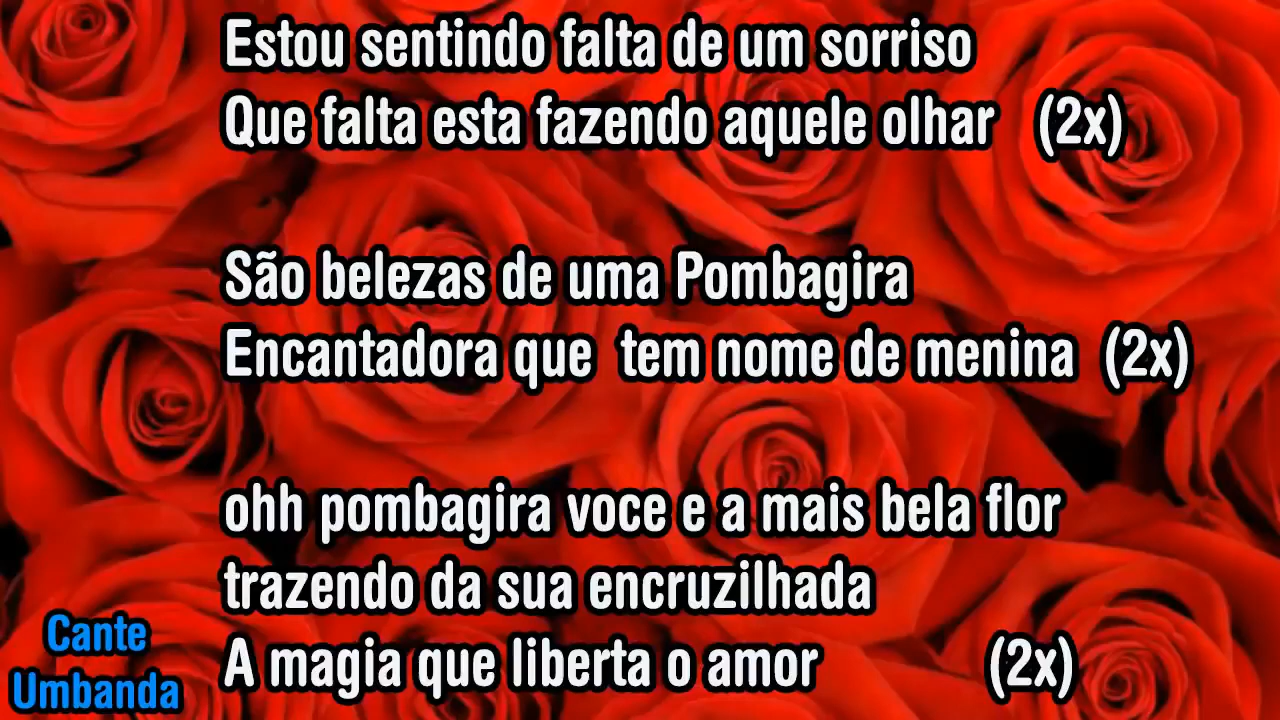 Estou sentindo falta de um sorriso
Que falta esta fazendo aquele olhar (2x)
São belezas de uma Pombagira
Encantadora que tem nome de menina (2x)
ohh pombagira voce e a mais bela flor
trazendo da sua encruzilhada
A magia que liberta o amor (2x)
Cante
Umbanda